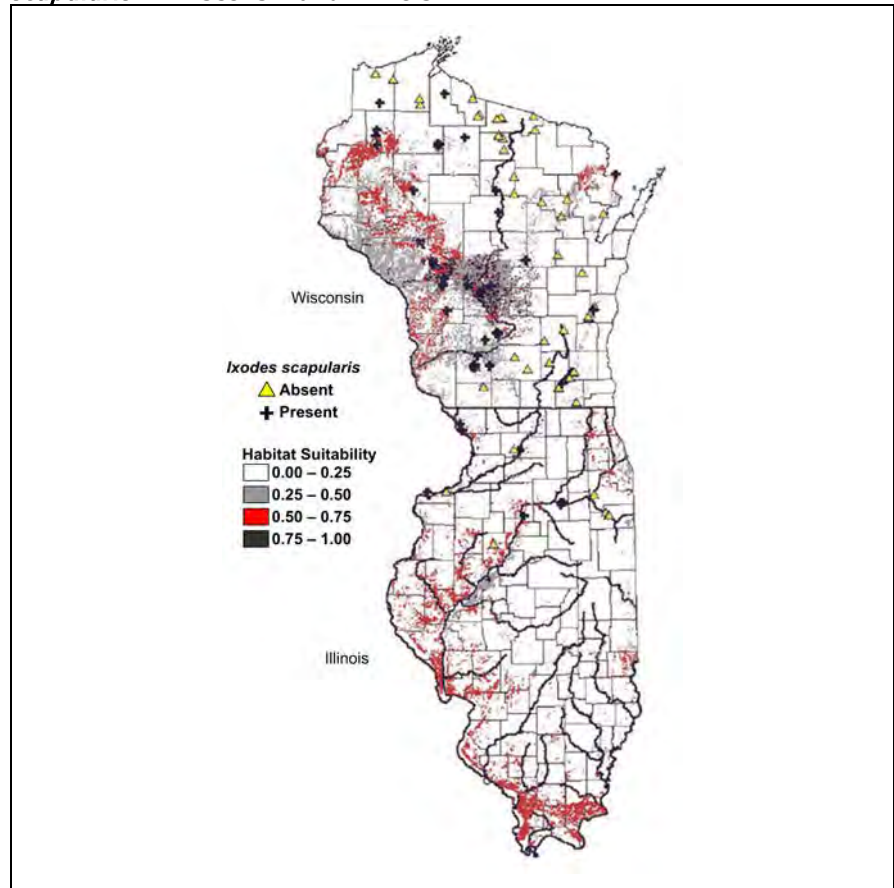 Wisconsin
Ixodes scapularis
Absent
Present
Habitat Suitability
0.00 – 0.25
0.25 – 0.50
0.50 – 0.75
0.75 – 1.00
Illinois